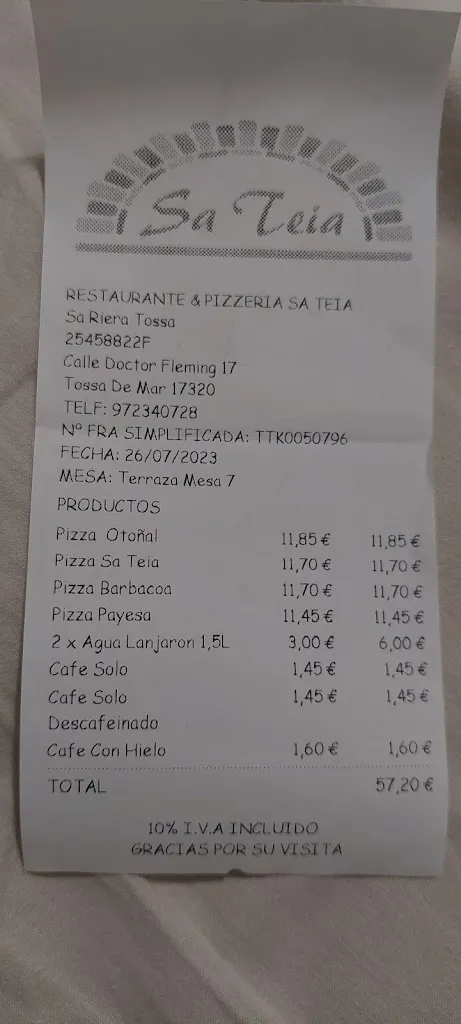 Sa Teia
RESTAURANTE & PIZZERIA SA TEIA
Sa Riera Tossa
25458822F
Calle Doctor Fleming 17
Tossa De Mar 17320
TELF: 972340728
Nº FRA SIMPLIFICADA: TTK0050796
FECHA: 26/07/2023
MESA: Terraza Mesa 7
PRODUCTOS
Pizza Otoñal 11,85 € 11,85 €
Pizza Sa Teia 11,70 € 11,70 €
Pizza Barbacoa 11,70 € 11,70 €
Pizza Payesa 11,45 € 11,45 €
2 x Agua Lanjaron 1,5L 3,00 € 6,00 €
Cafe Solo 1,45 € 1,45 €
Cafe Solo 1,45 € 1,45 €
Descafeinado
Cafe Con Hielo 1,60 € 1,60 €
TOTAL 57,20 €
10% I.V.A INCLUIDO
GRACIAS POR SU VISITA